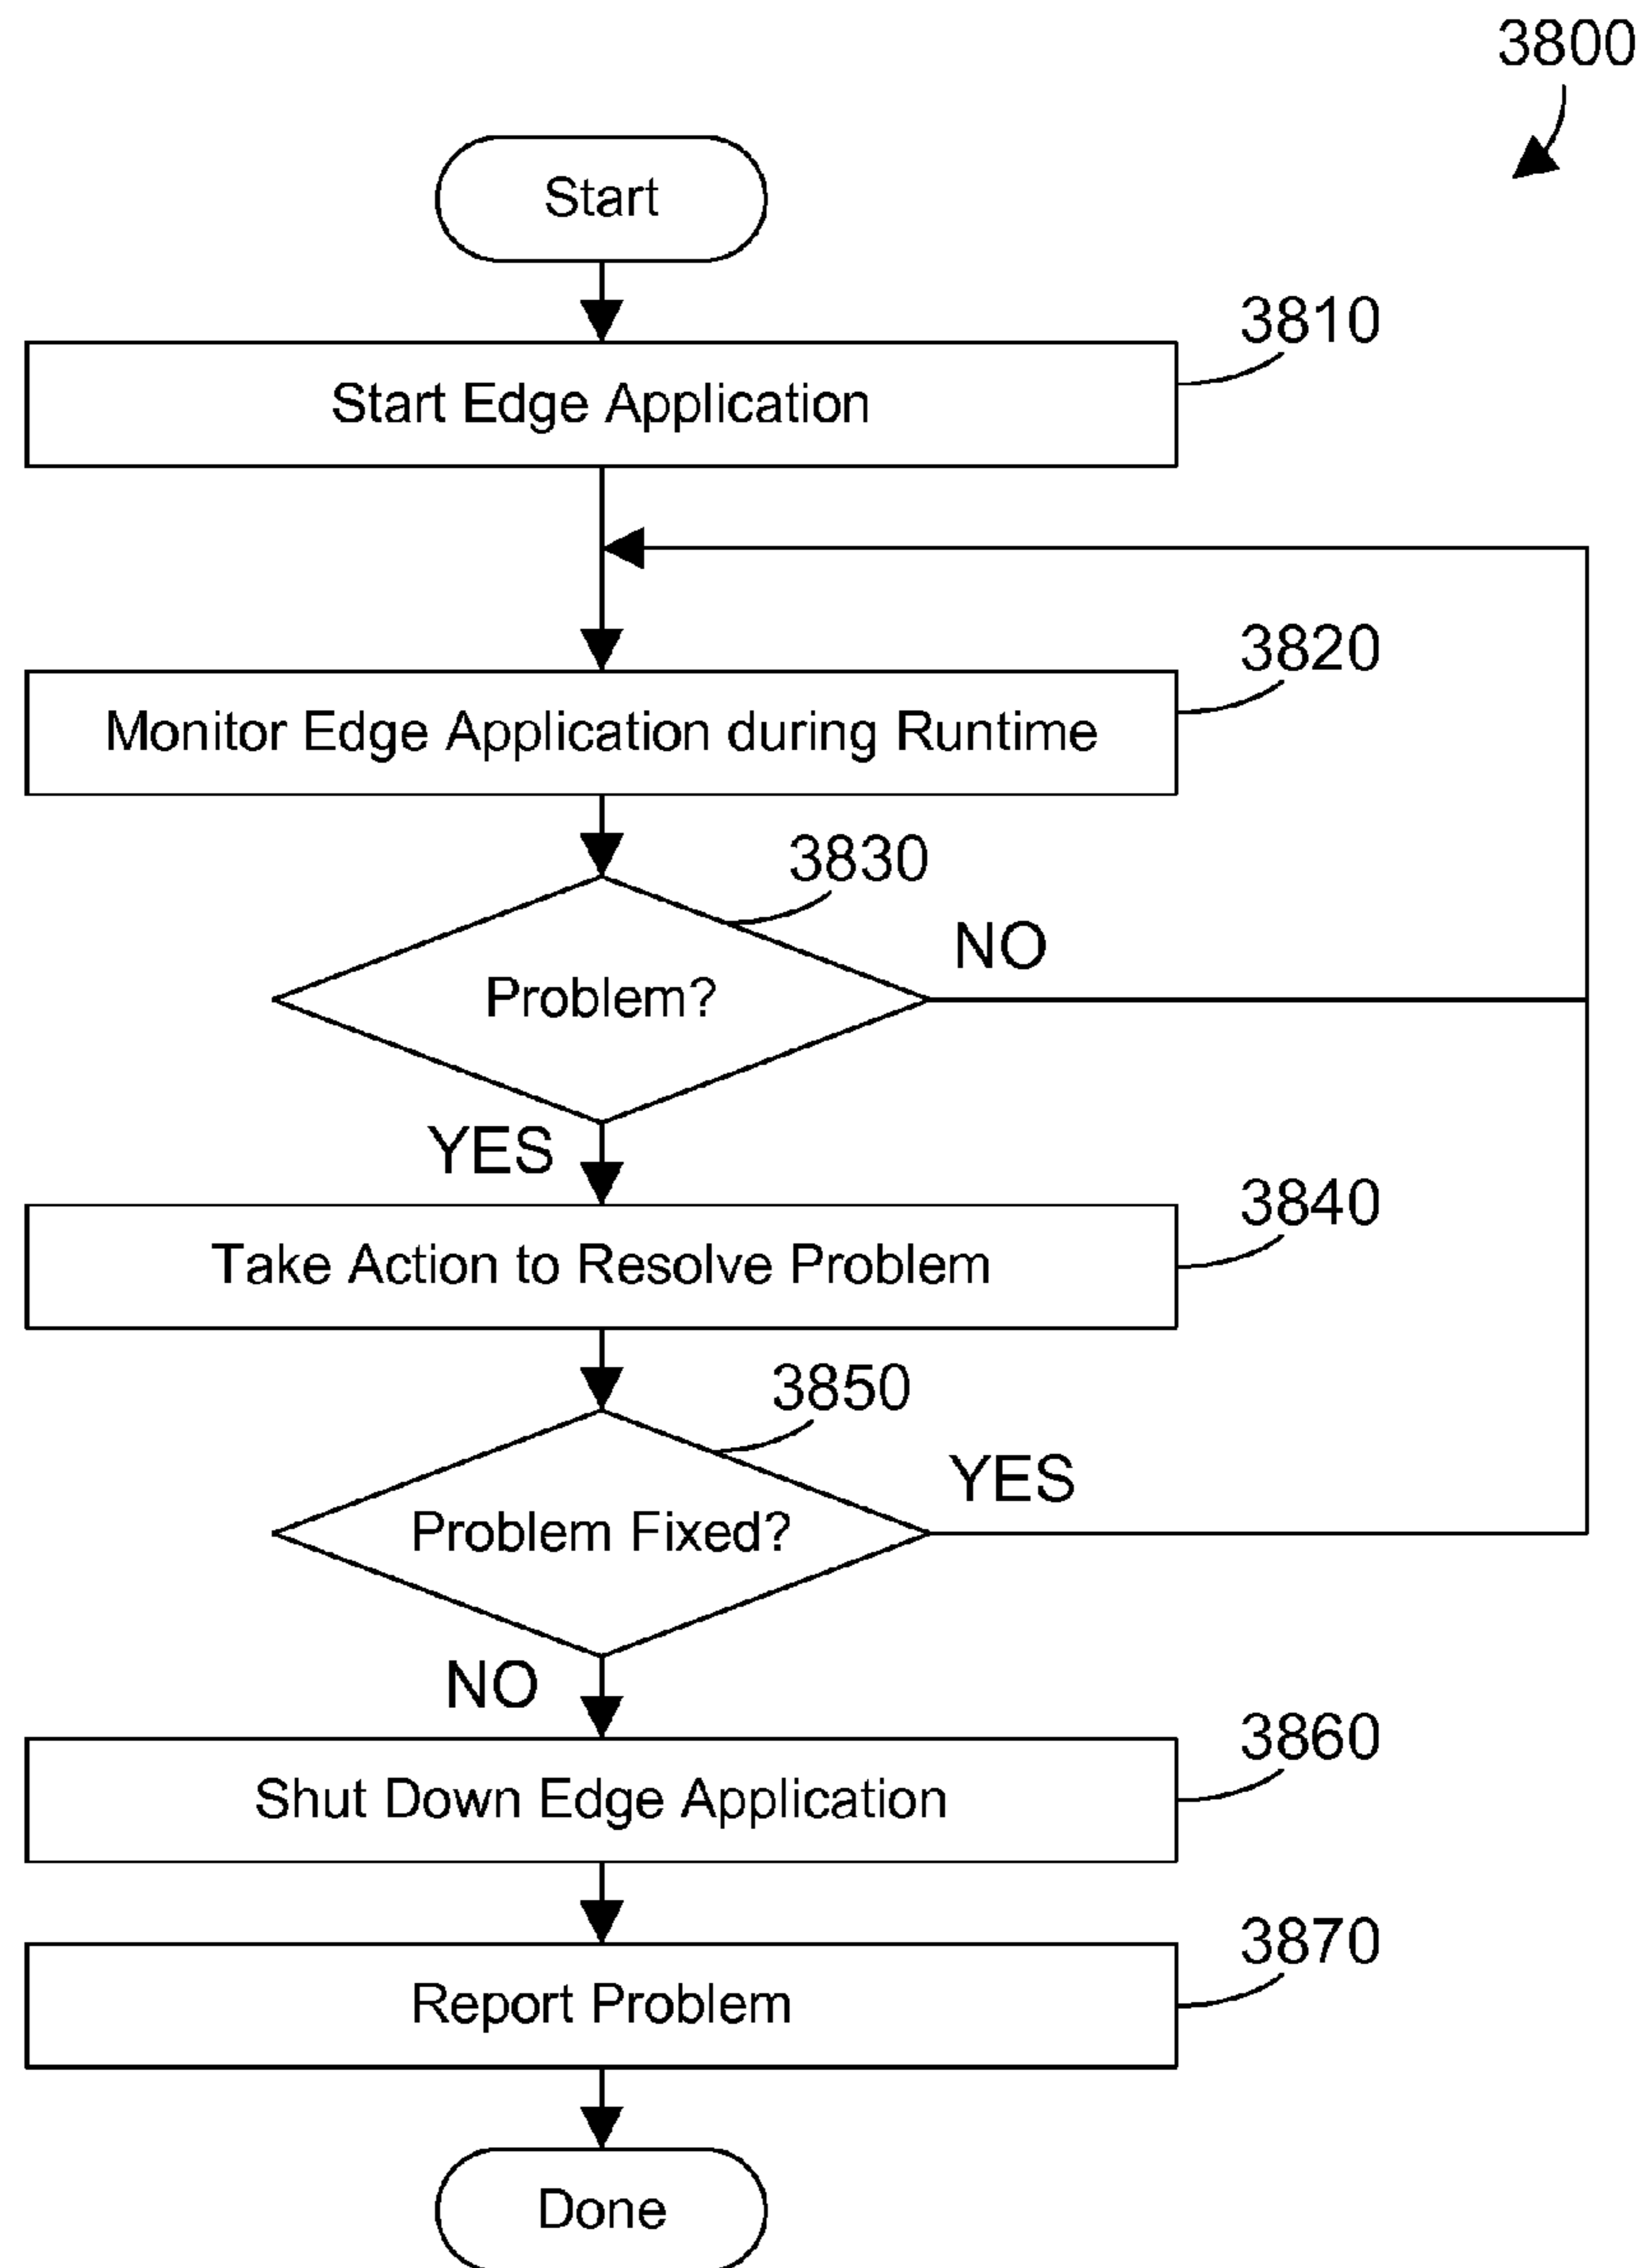 3800
Start
3810
Start Edge Application
3820
Monitor Edge Application during Runtime
3830
NO
Problem?
YES
3840
Take Action to Resolve Problem
3850
YES
Problem Fixed?
NO
3860
Shut Down Edge Application
3870
Report Problem
Done